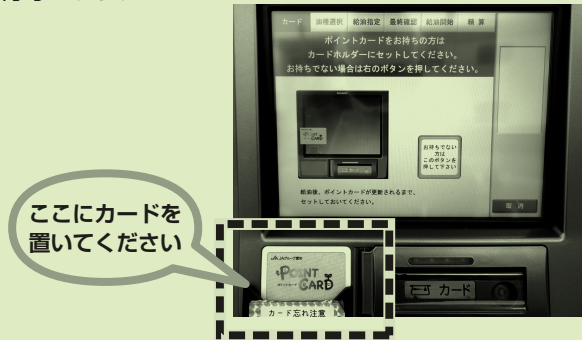 カード 油種選択 給油指定 最終確認 給油開始 精算
ポイントカードをお持ちの方は
カードホルダーにセットしてください。
お持ちでない場合は右のボタンを押してください。
お持ちでない
方は
このボタンを
押して下さい
給油後、ポイントカードが更新されるまで、
セットしておいてください。
取消
ここにカードを
置いてください
POINT
CARD
カード忘れ注意
カード